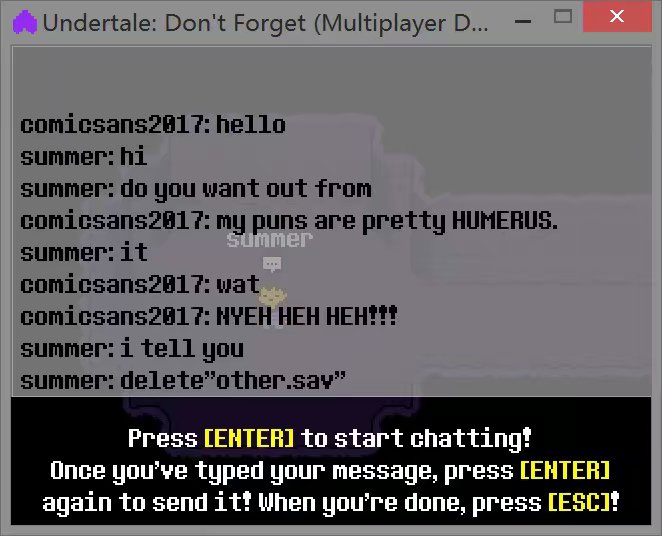 Undertale: Don't Forget (Multiplayer D...
comicsans2017: hello
summer: hi
summer: do you want out from
comicsans2017: my puns are pretty HUMERUS.
summer
summer: it
comicsans2017: wat
comicsans2017: NYEH HEH HEH!!!
summer: i tell you
summer: delete"other.sav"
Press [ENTER] to start chatting!
Once you've typed your message, press [ENTER]
again to send it! When you're done, press [ESC]!